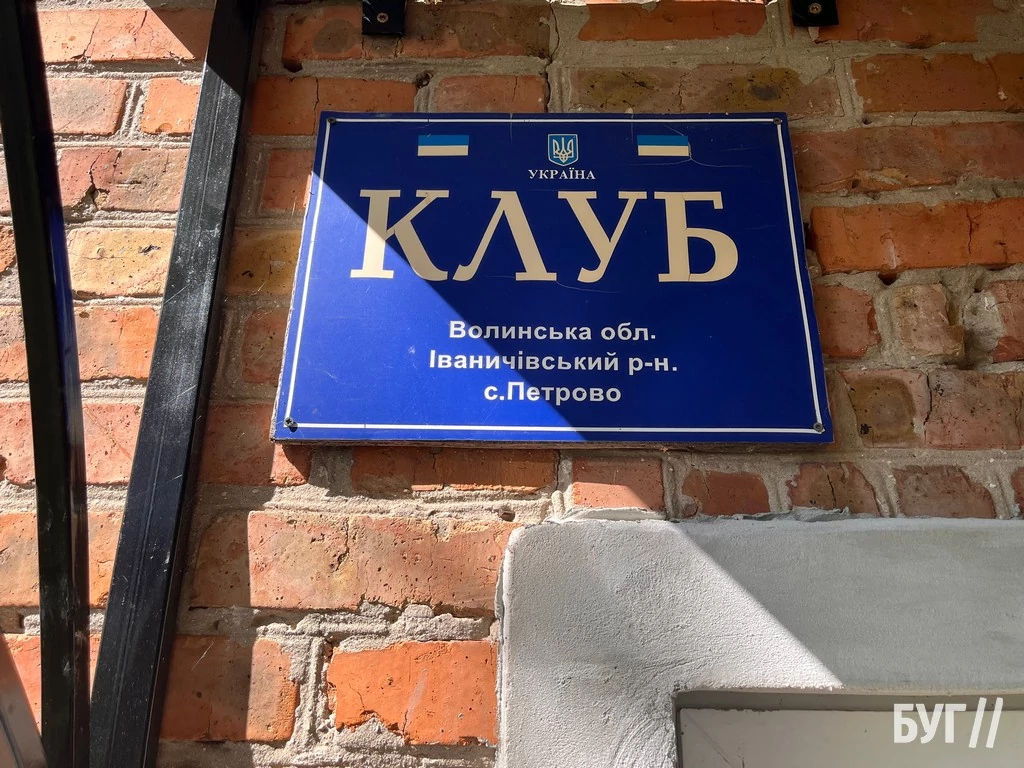 УКРАЇНА
КЛУБ
Волинська обл.
Іваничівський р-н.
с.Петрово
БУГ//